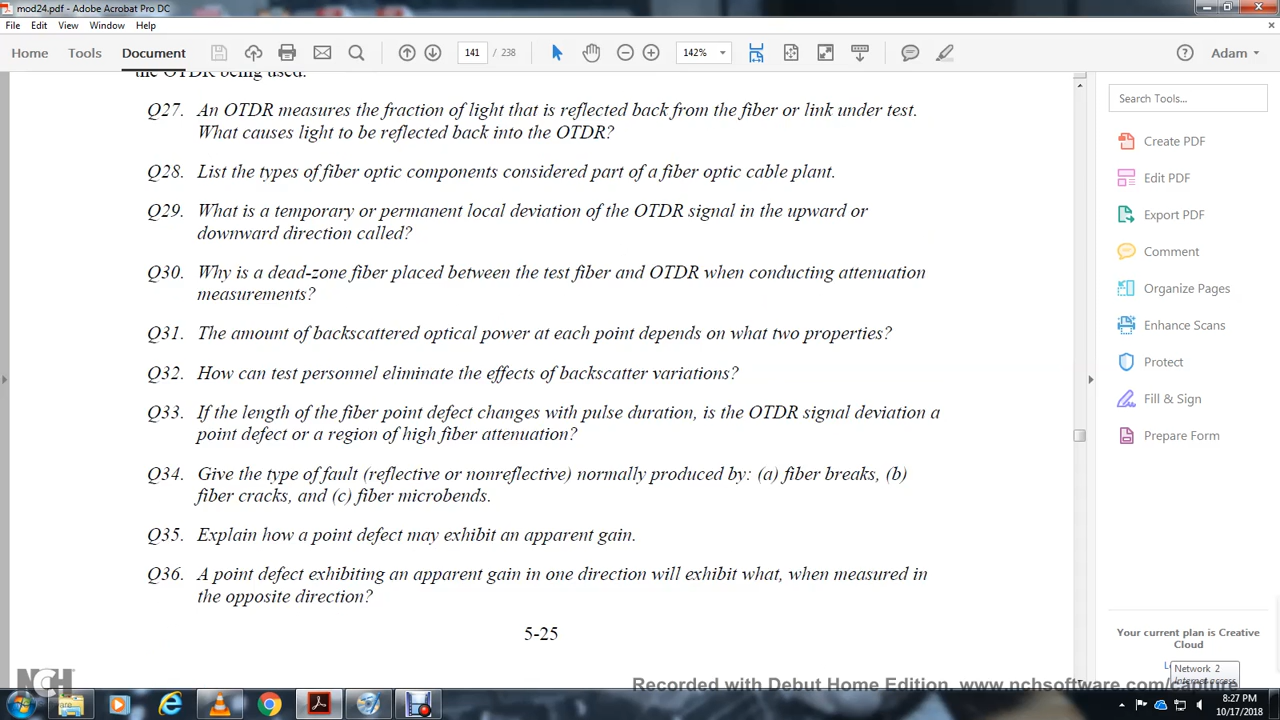 mod24.pdf - Adobe Acrobat Pro DC
File Edit View Window Help
Home Tools Document 141 / 238 142% Adam
the OTDR being used.
Q27. An OTDR measures the fraction of light that is reflected back from the fiber or link under test.
What causes light to be reflected back into the OTDR?
Q28. List the types of fiber optic components considered part of a fiber optic cable plant.
Q29. What is a temporary or permanent local deviation of the OTDR signal in the upward or
downward direction called?
Q30. Why is a dead-zone fiber placed between the test fiber and OTDR when conducting attenuation
measurements?
Q31. The amount of backscattered optical power at each point depends on what two properties?
Q32. How can test personnel eliminate the effects of backscatter variations?
Q33. If the length of the fiber point defect changes with pulse duration, is the OTDR signal deviation a
point defect or a region of high fiber attenuation?
Q34. Give the type of fault (reflective or nonreflective) normally produced by: (a) fiber breaks, (b)
fiber cracks, and (c) fiber microbends.
Q35. Explain how a point defect may exhibit an apparent gain.
Q36. A point defect exhibiting an apparent gain in one direction will exhibit what, when measured in
the opposite direction?
5-25
Search Tools...
Create PDF
Edit PDF
Export PDF
Comment
Organize Pages
Enhance Scans
Protect
Fill & Sign
Prepare Form
Your current plan is Creative
Cloud
Network 2
Internet access
NCH
Recorded with Debut Home Edition. www.nchsoftware.com/capture
8:27 PM
10/17/2018